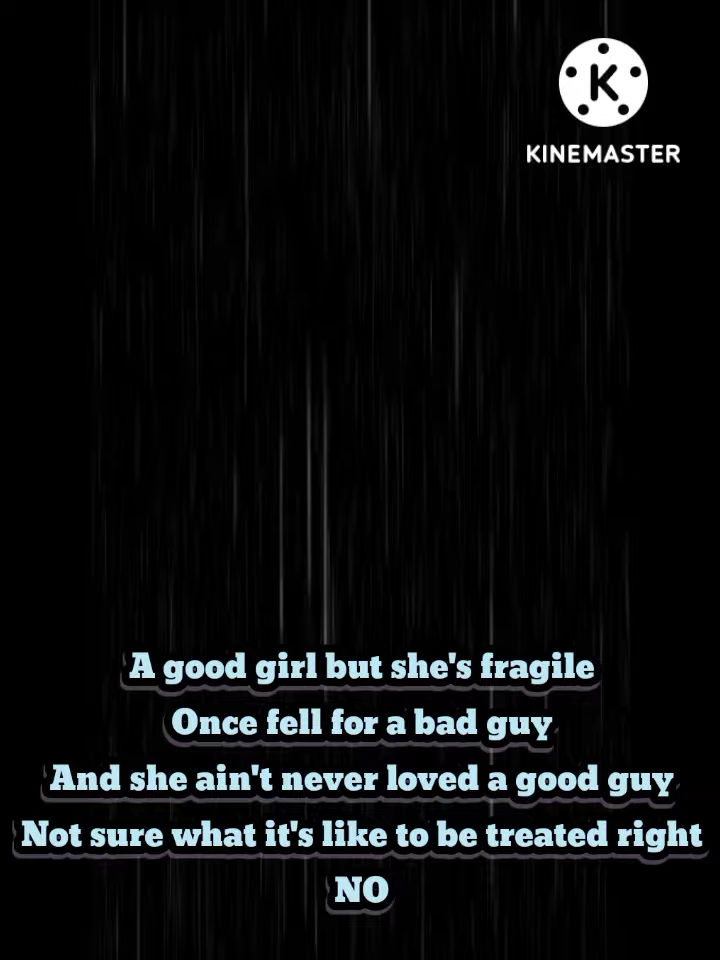 K
KINEMASTER
A good girl but she's fragile
Once fell for a bad guy
And she ain't never loved a good guy
Not sure what it's like to be treated right
NO